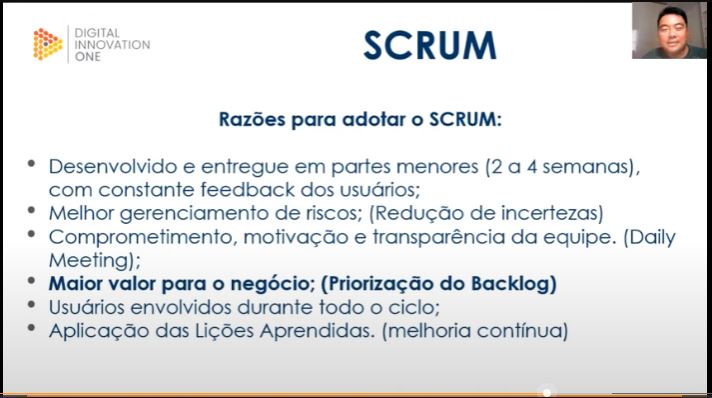 DIGITAL
INNOVATION
ONE
SCRUM
Razões para adotar o SCRUM:
• Desenvolvido e entregue em partes menores (2 a 4 semanas),
com constante feedback dos usuários;
• Melhor gerenciamento de riscos; (Redução de incertezas)
• Comprometimento, motivação e transparência da equipe. (Daily
Meeting);
• Maior valor para o negócio; (Priorização do Backlog)
• Usuários envolvidos durante todo o ciclo;
• Aplicação das Lições Aprendidas. (melhoria contínua)